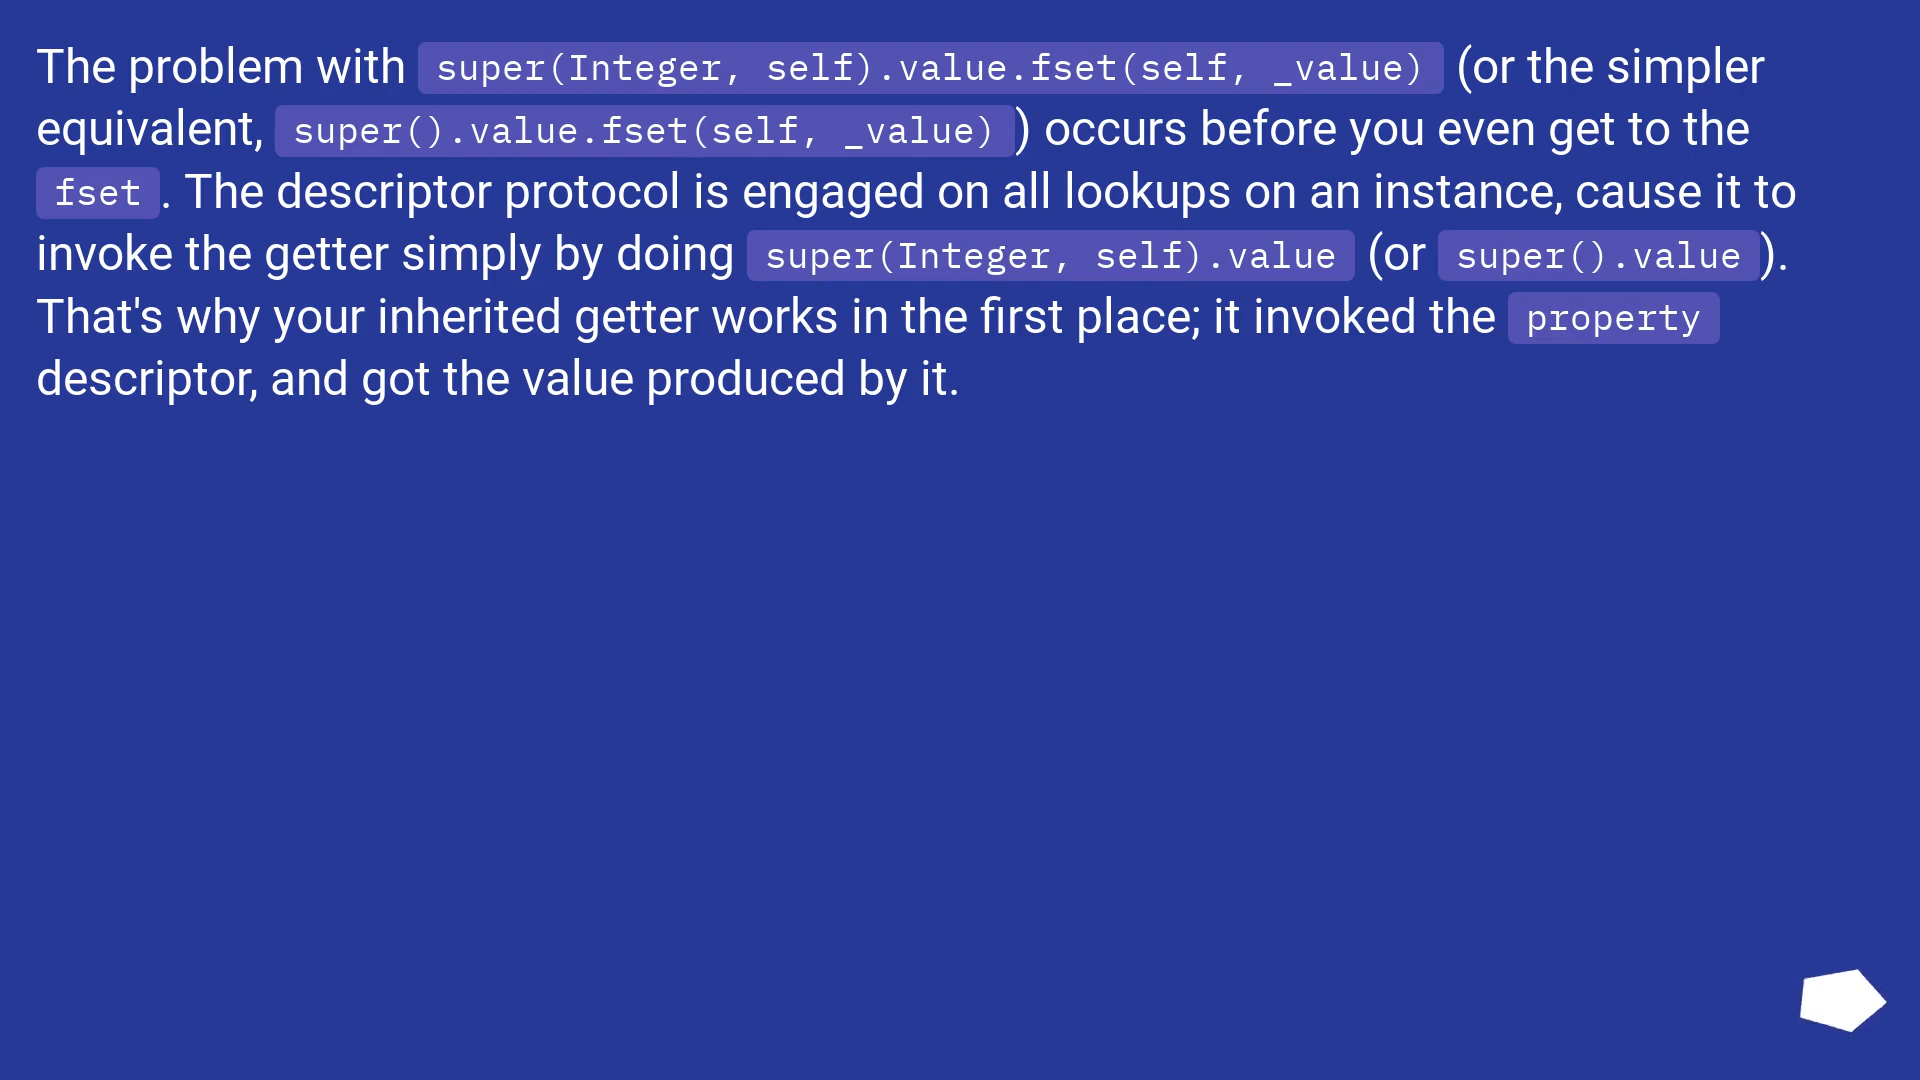 The problem with super(Integer, self).value.fset(self, _value) (or the simpler
equivalent, super().value.fset(self, _value)) occurs before you even get to the
fset. The descriptor protocol is engaged on all lookups on an instance, cause it to
invoke the getter simply by doing super(Integer, self).value (or super().value).
That's why your inherited getter works in the first place; it invoked the property
descriptor, and got the value produced by it.